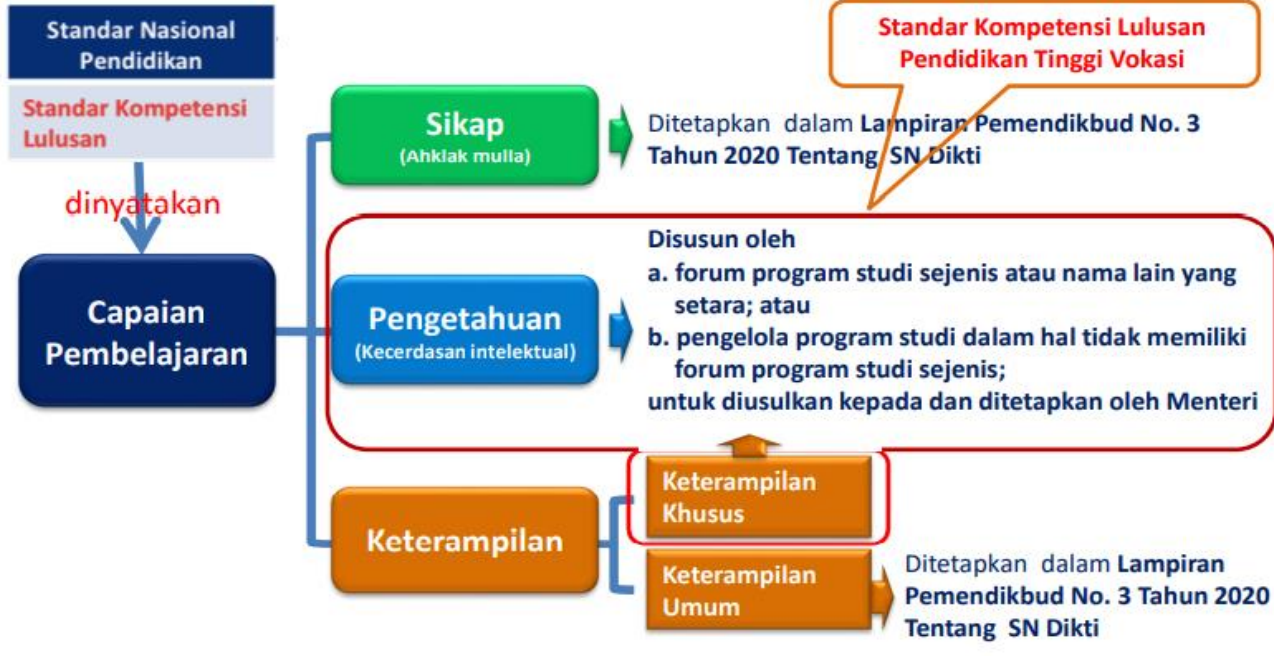 Standar Nasional
Pendidikan
Standar Kompetensi
Lulusan
dinyatakan
Capaian
Pembelajaran
Standar Kompetensi Lulusan
Pendidikan Tinggi Vokasi
Sikap
(Ahklak mulla)
Ditetapkan dalam Lampiran Pemendikbud No. 3
Tahun 2020 Tentang SN Dikti
Pengetahuan
(Kecerdasan intelektual)
Disusun oleh
a. forum program studi sejenis atau nama lain yang
setara; atau
b. pengelola program studi dalam hal tidak memiliki
forum program studi sejenis;
untuk diusulkan kepada dan ditetapkan oleh Menteri
Keterampilan
Keterampilan
Khusus
Keterampilan
Umum
Ditetapkan dalam Lampiran
Pemendikbud No. 3 Tahun 2020
Tentang SN Dikti